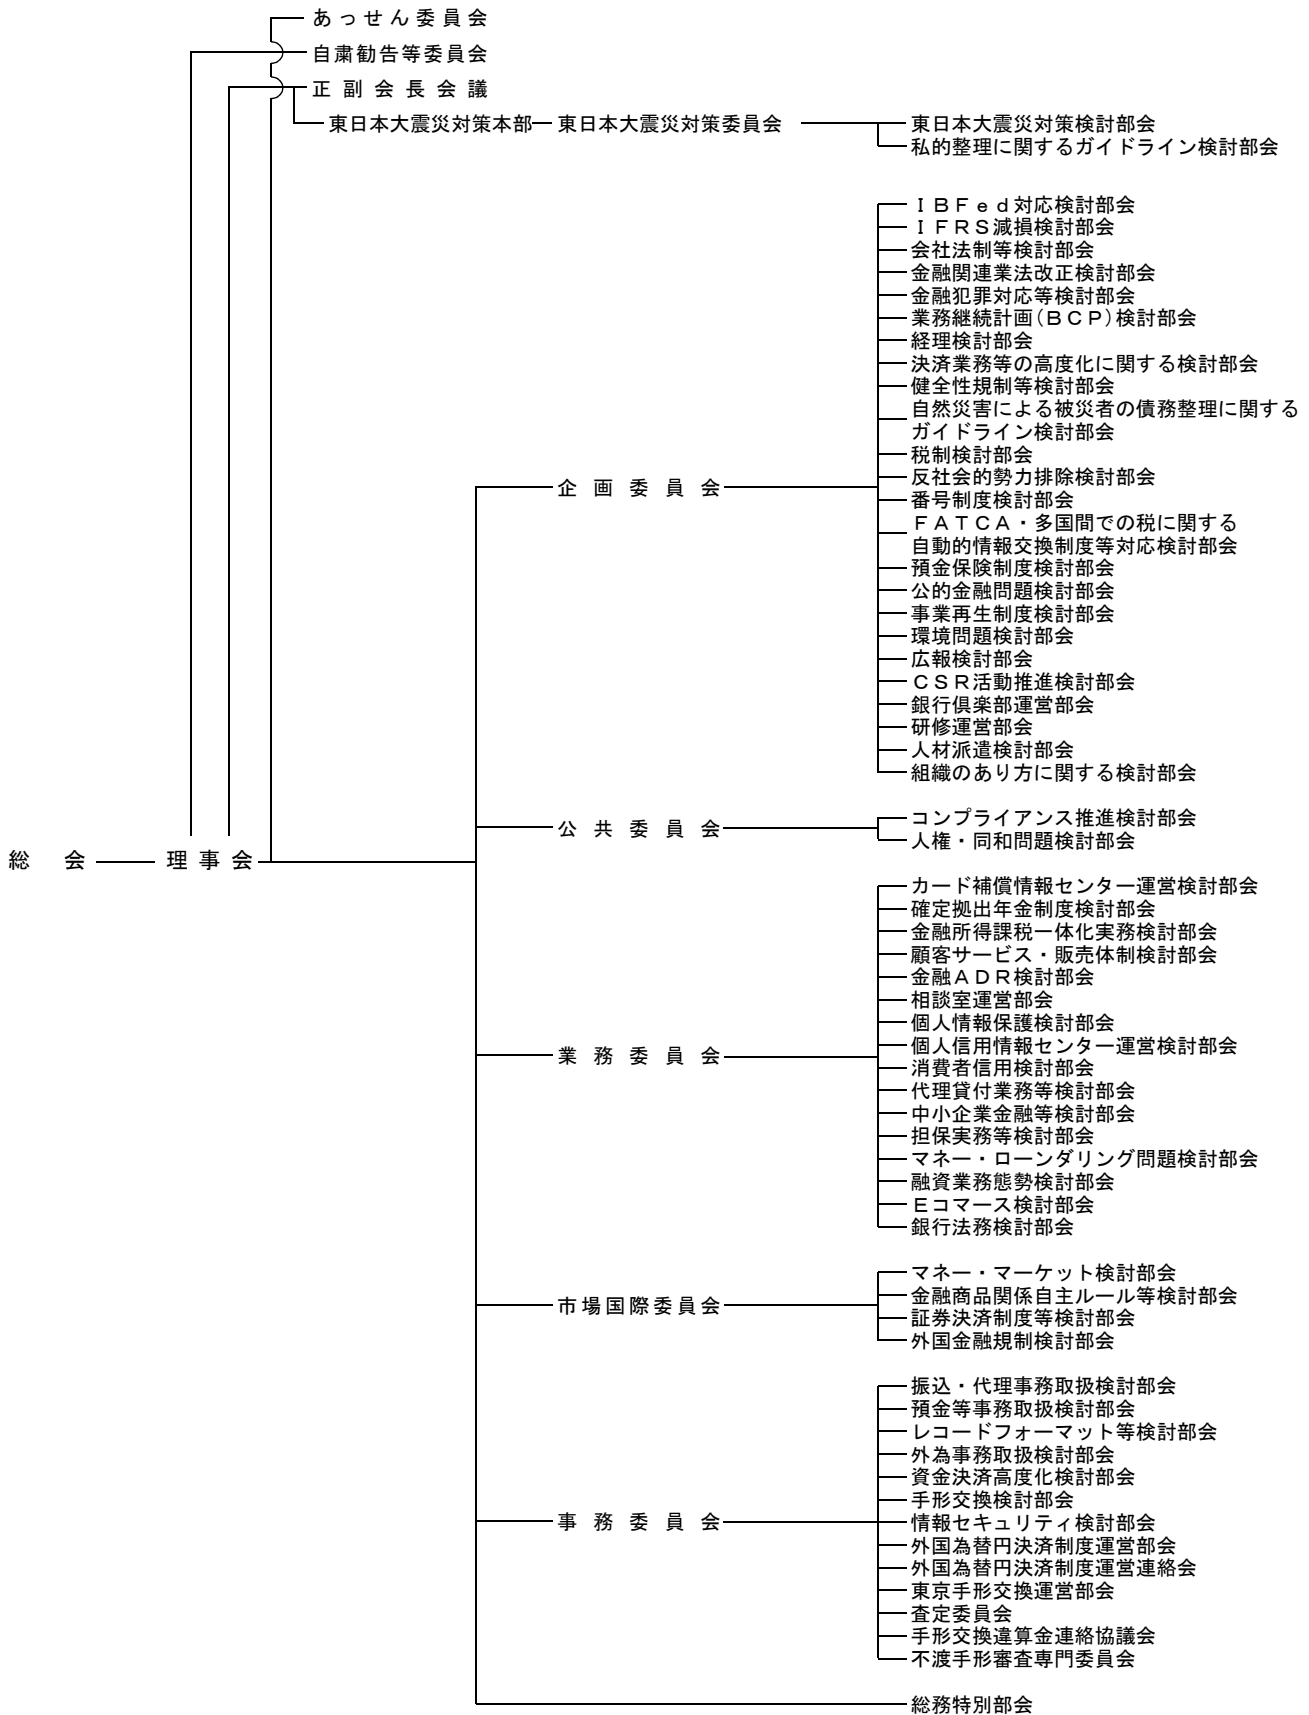 あっせん委員会
自粛勧告等委員会
正副会長会議
東日本大震災対策本部 東日本大震災対策委員会 東日本大震災対策検討部会
私的整理に関するガイドライン検討部会
ＩＢＦｅｄ対応検討部会
ＩＦＲＳ減損検討部会
会社法制等検討部会
金融関連業法改正検討部会
金融犯罪対応等検討部会
業務継続計画（ＢＣＰ）検討部会
経理検討部会
決済業務等の高度化に関する検討部会
健全性規制等検討部会
自然災害による被災者の債務整理に関する
ガイドライン検討部会
税制検討部会
反社会的勢力排除検討部会
企画委員会
番号制度検討部会
ＦＡＴＣＡ・多国間での税に関する
自動的情報交換制度等対応検討部会
預金保険制度検討部会
公的金融問題検討部会
事業再生制度検討部会
環境問題検討部会
広報検討部会
ＣＳＲ活動推進検討部会
銀行倶楽部運営部会
研修運営部会
人材派遣検討部会
組織のあり方に関する検討部会
公共委員会
コンプライアンス推進検討部会
人権・同和問題検討部会
総会 理事会
カード補償情報センター運営検討部会
確定拠出年金制度検討部会
金融所得課税一体化実務検討部会
顧客サービス・販売体制検討部会
金融ＡＤＲ検討部会
相談室運営部会
個人情報保護検討部会
個人信用情報センター運営検討部会
業務委員会
消費者信用検討部会
代理貸付業務等検討部会
中小企業金融等検討部会
担保実務等検討部会
マネー・ローンダリング問題検討部会
融資業務態勢検討部会
Ｅコマース検討部会
銀行法務検討部会
マネー・マーケット検討部会
金融商品関係自主ルール等検討部会
市場国際委員会
証券決済制度等検討部会
外国金融規制検討部会
振込・代理事務取扱検討部会
預金等事務取扱検討部会
レコードフォーマット等検討部会
外為事務取扱検討部会
資金決済高度化検討部会
手形交換検討部会
事務委員会 情報セキュリティ検討部会
外国為替円決済制度運営部会
外国為替円決済制度運営連絡会
東京手形交換運営部会
査定委員会
手形交換違算金連絡協議会
不渡手形審査専門委員会
総務特別部会